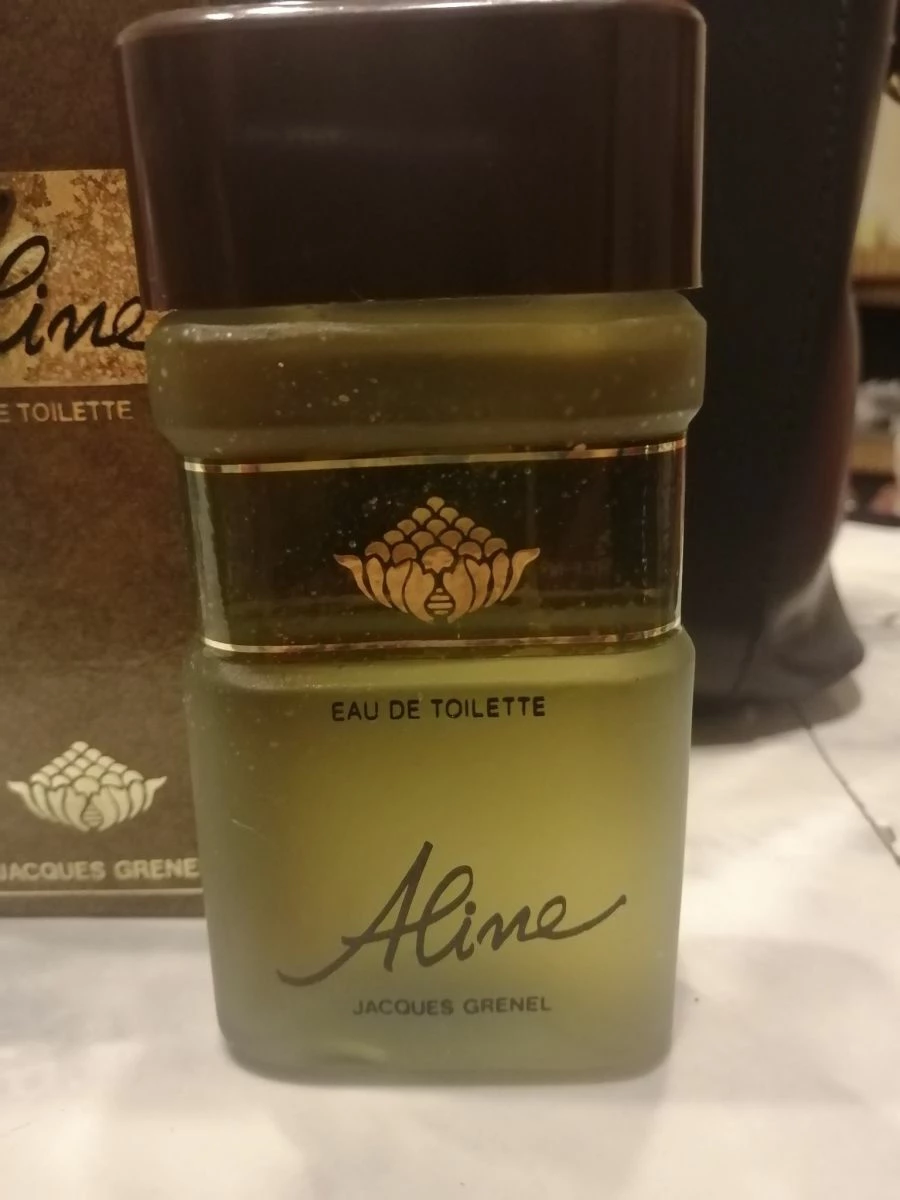 line
E TOILETTE
JACQUES GRENE
EAU DE TOILETTE
Aline
JACQUES GRENEL